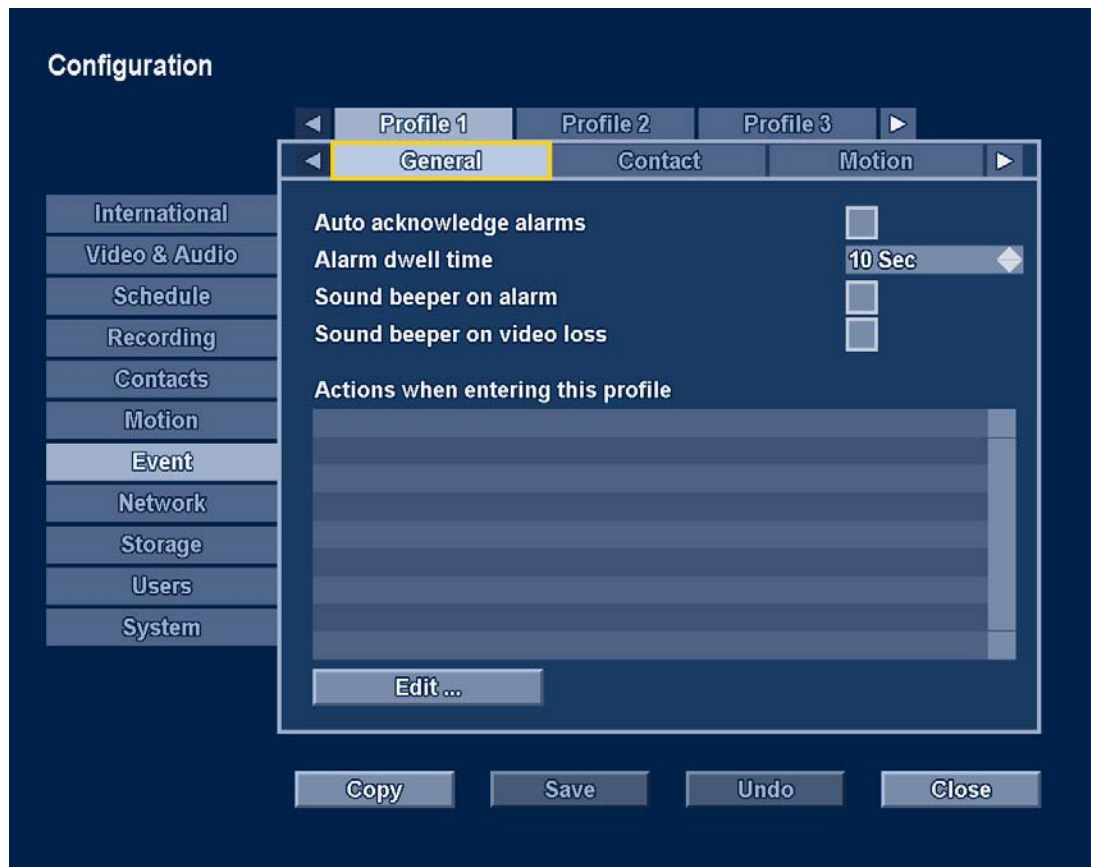 Configuration
Profile 1 Profile 2 Profile 3
General Contact Motion
International
Video & Audio
Schedule
Recording
Contacts
Motion
Event
Network
Storage
Users
System
Auto acknowledge alarms
Alarm dwell time 10 Sec
Sound beeper on alarm
Sound beeper on video loss
Actions when entering this profile
Edit ...
Copy Save Undo Close